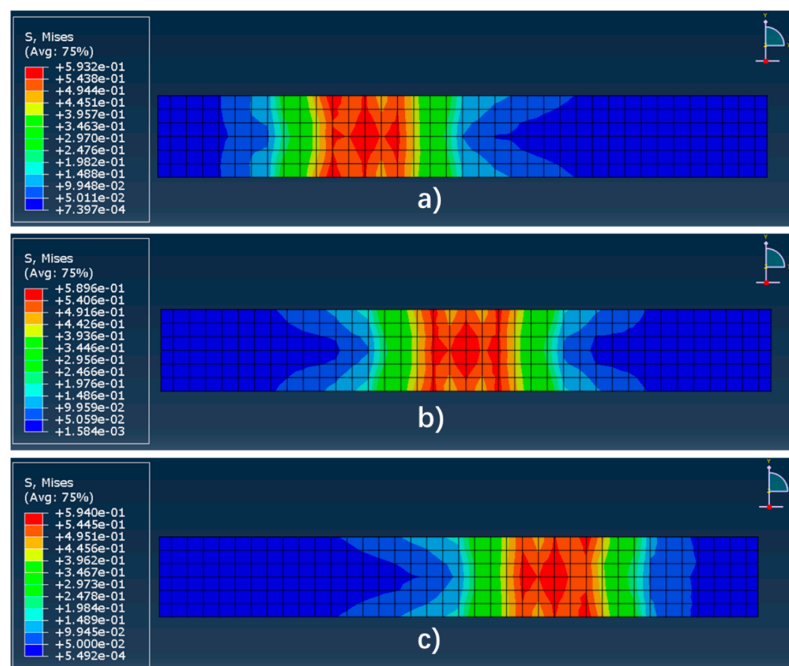 S, Mises
(Avg: 75%)
+5.932e-01
+5.438e-01
+4.944e-01
+4.451e-01
+3.957e-01
+3.463e-01
+2.970e-01
+2.476e-01
+1.982e-01
+1.488e-01
+9.948e-02
+5.011e-02
+7.397e-04
Y
a)
S, Mises
(Avg: 75%)
+5.896e-01
+5.406e-01
+4.916e-01
+4.426e-01
+3.936e-01
+3.446e-01
+2.956e-01
+2.466e-01
+1.976e-01
+1.486e-01
+9.959e-02
+5.059e-02
+1.584e-03
Y
b)
S, Mises
(Avg: 75%)
+5.940e-01
+5.445e-01
+4.951e-01
+4.456e-01
+3.962e-01
+3.467e-01
+2.973e-01
+2.478e-01
+1.984e-01
+1.489e-01
+9.945e-02
+5.000e-02
+5.492e-04
Y
c)